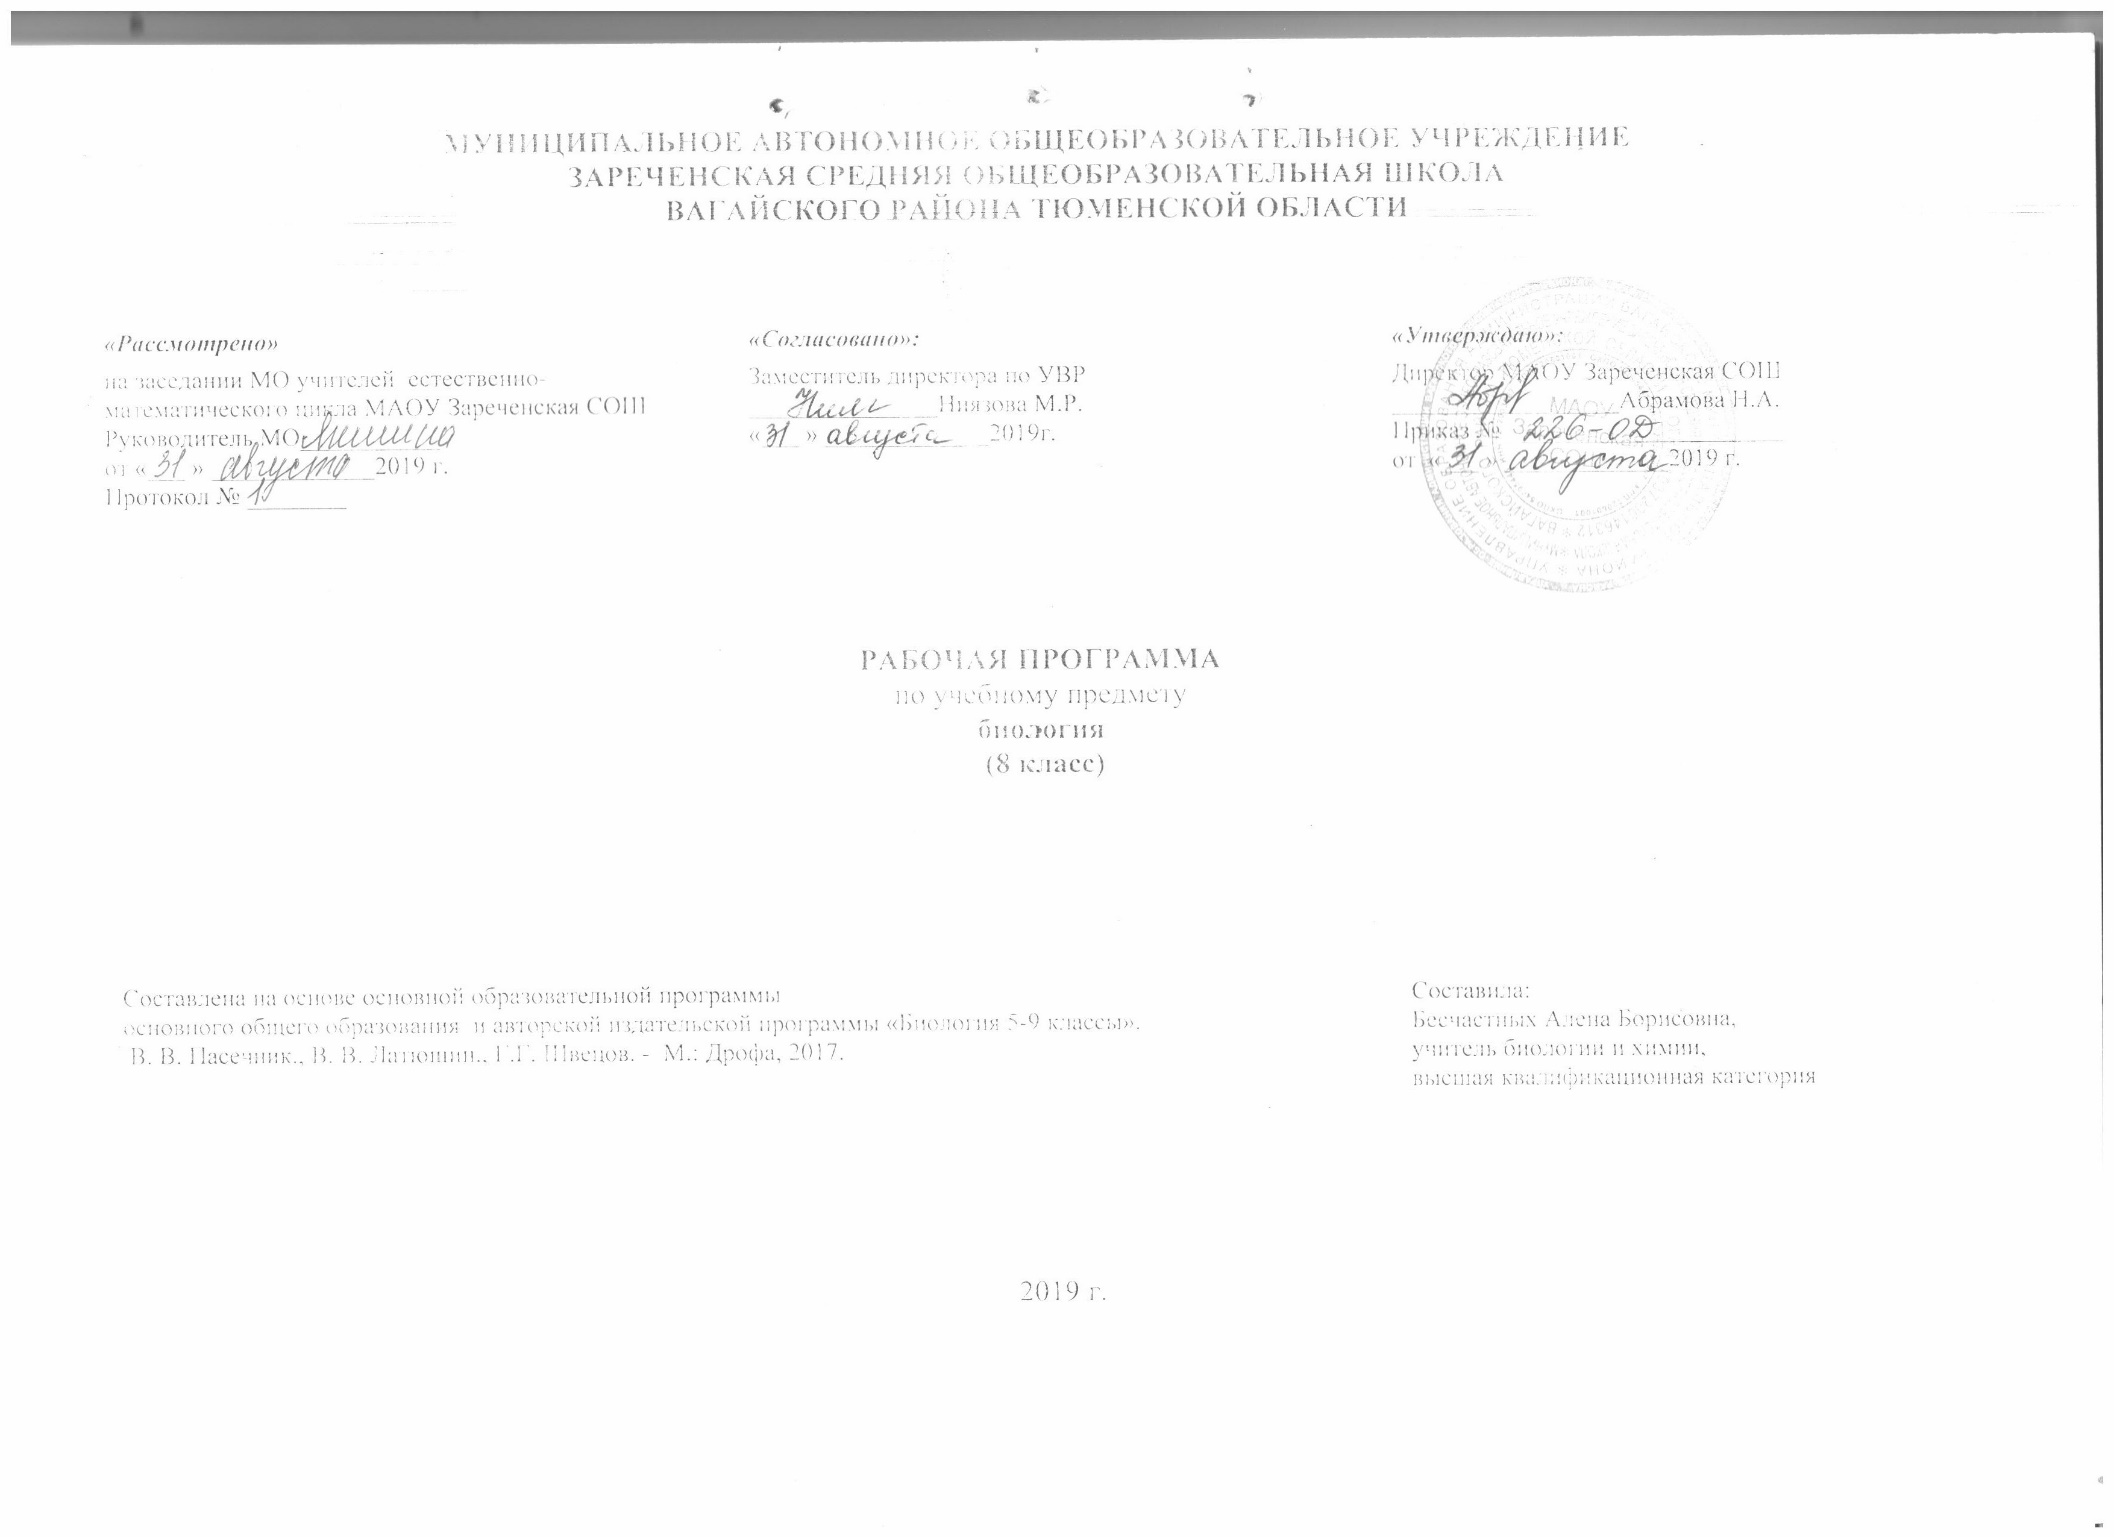 МУНИЦИПАЛЬНОЕ АВТОНОМНОЕ ОБЩЕОБРАЗОВАТЕЛЬНОЕ УЧРЕЖДЕНИЕ
ЗАРЕЧЕНСКАЯ СРЕДНЯЯ ОБЩЕОБРАЗОВАТЕЛЬНАЯ ШКОЛА
ВАГАЙСКОГО РАЙОНА ТЮМЕНСКОЙ ОБЛАСТИ
«Рассмотрено»
на заседании МО учителей естественно-
математического цикла МАОУ Зареченская СОШ
Руководитель МО
от «31» августа 2019 г.
Протокол № 1
«Согласовано»:
Заместитель директора по УВР
Ниязова М.Р.
«31» августа 2019г.
«Утверждаю»:
Директор МАОУ Зареченская СОШ
Абрамова Н.А.
Приказ № 226-ОД
от «31» августа 2019 г.
РАБОЧАЯ ПРОГРАММА
по учебному предмету
биология
(8 класс)
Составлена на основе основной образовательной программы
основного общего образования и авторской издательской программы «Биология 5-9 классы».
В. В. Пасечник., В. В. Латюшин., Г.Г. Швецов. - М.: Дрофа, 2017.
Составила:
Бесчастных Алена Борисовна,
учитель биологии и химии,
высшая квалификационная категория
2019 г.